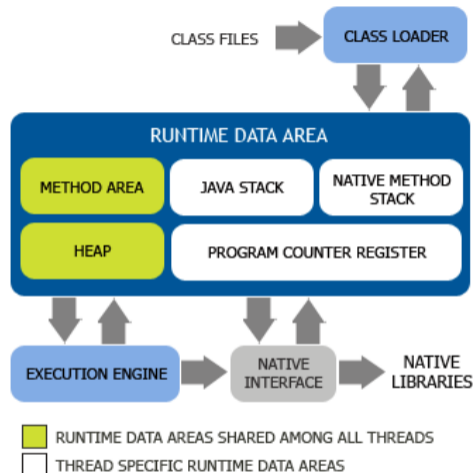 CLASS FILES
CLASS LOADER
RUNTIME DATA AREA
METHOD AREA
JAVA STACK
NATIVE METHOD
STACK
HEAP
PROGRAM COUNTER REGISTER
EXECUTION ENGINE
NATIVE
INTERFACE
NATIVE
LIBRARIES
RUNTIME DATA AREAS SHARED AMONG ALL THREADS
THREAD SPECIFIC RUNTIME DATA AREAS